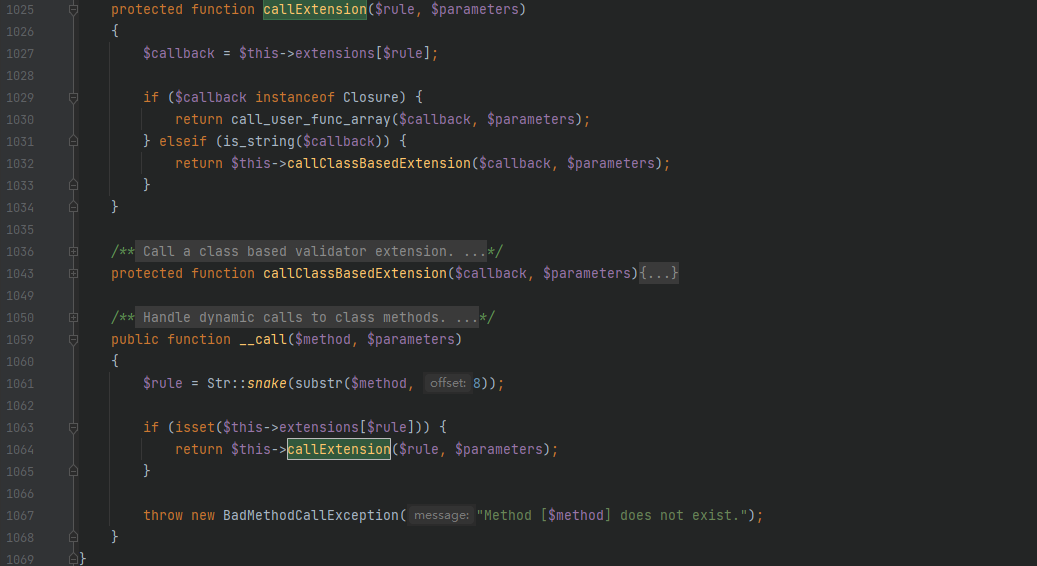 1025 protected function callExtension($rule, $parameters)
1026 {
1027 $callback = $this->extensions[$rule];
1028
1029 if ($callback instanceof Closure) {
1030 return call_user_func_array($callback, $parameters);
1031 } elseif (is_string($callback)) {
1032 return $this->callClassBasedExtension($callback, $parameters);
1033 }
1034 }
1035
1036 /** Call a class based validator extension. ...*/
1043 protected function callClassBasedExtension($callback, $parameters){...}
1049
1050 /** Handle dynamic calls to class methods. ...*/
1059 public function __call($method, $parameters)
1060 {
1061 $rule = Str::snake(substr($method, offset: 8));
1062
1063 if (isset($this->extensions[$rule])) {
1064 return $this->callExtension($rule, $parameters);
1065 }
1066
1067 throw new BadMethodCallException( message: "Method [$method] does not exist.");
1068 }
1069 }